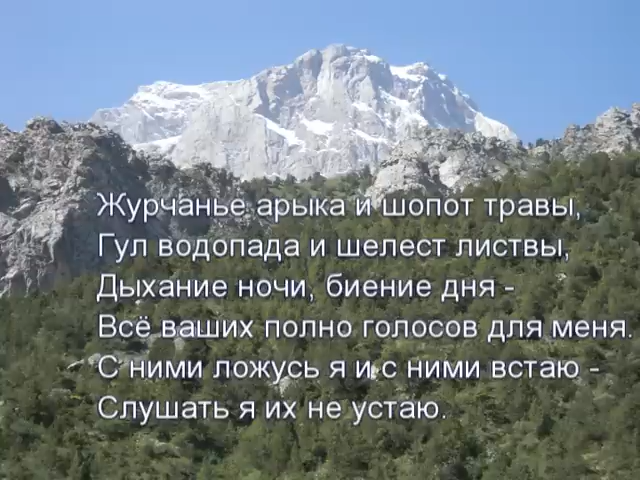 Журчанье арыка и шопот травы,
Гул водопада и шелест листвы,
Дыхание ночи, биение дня -
Всё ваших полно голосов для меня.
С ними ложусь я и с ними встаю -
Слушать я их не устаю.